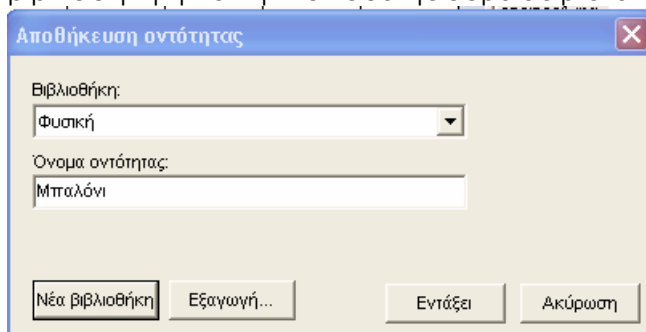 Αποθήκευση οντότητας
Βιβλιοθήκη:
Φυσική
Όνομα οντότητας:
Μπαλόνι
Νέα βιβλιοθήκη Εξαγωγή... Εντάξει Ακύρωση